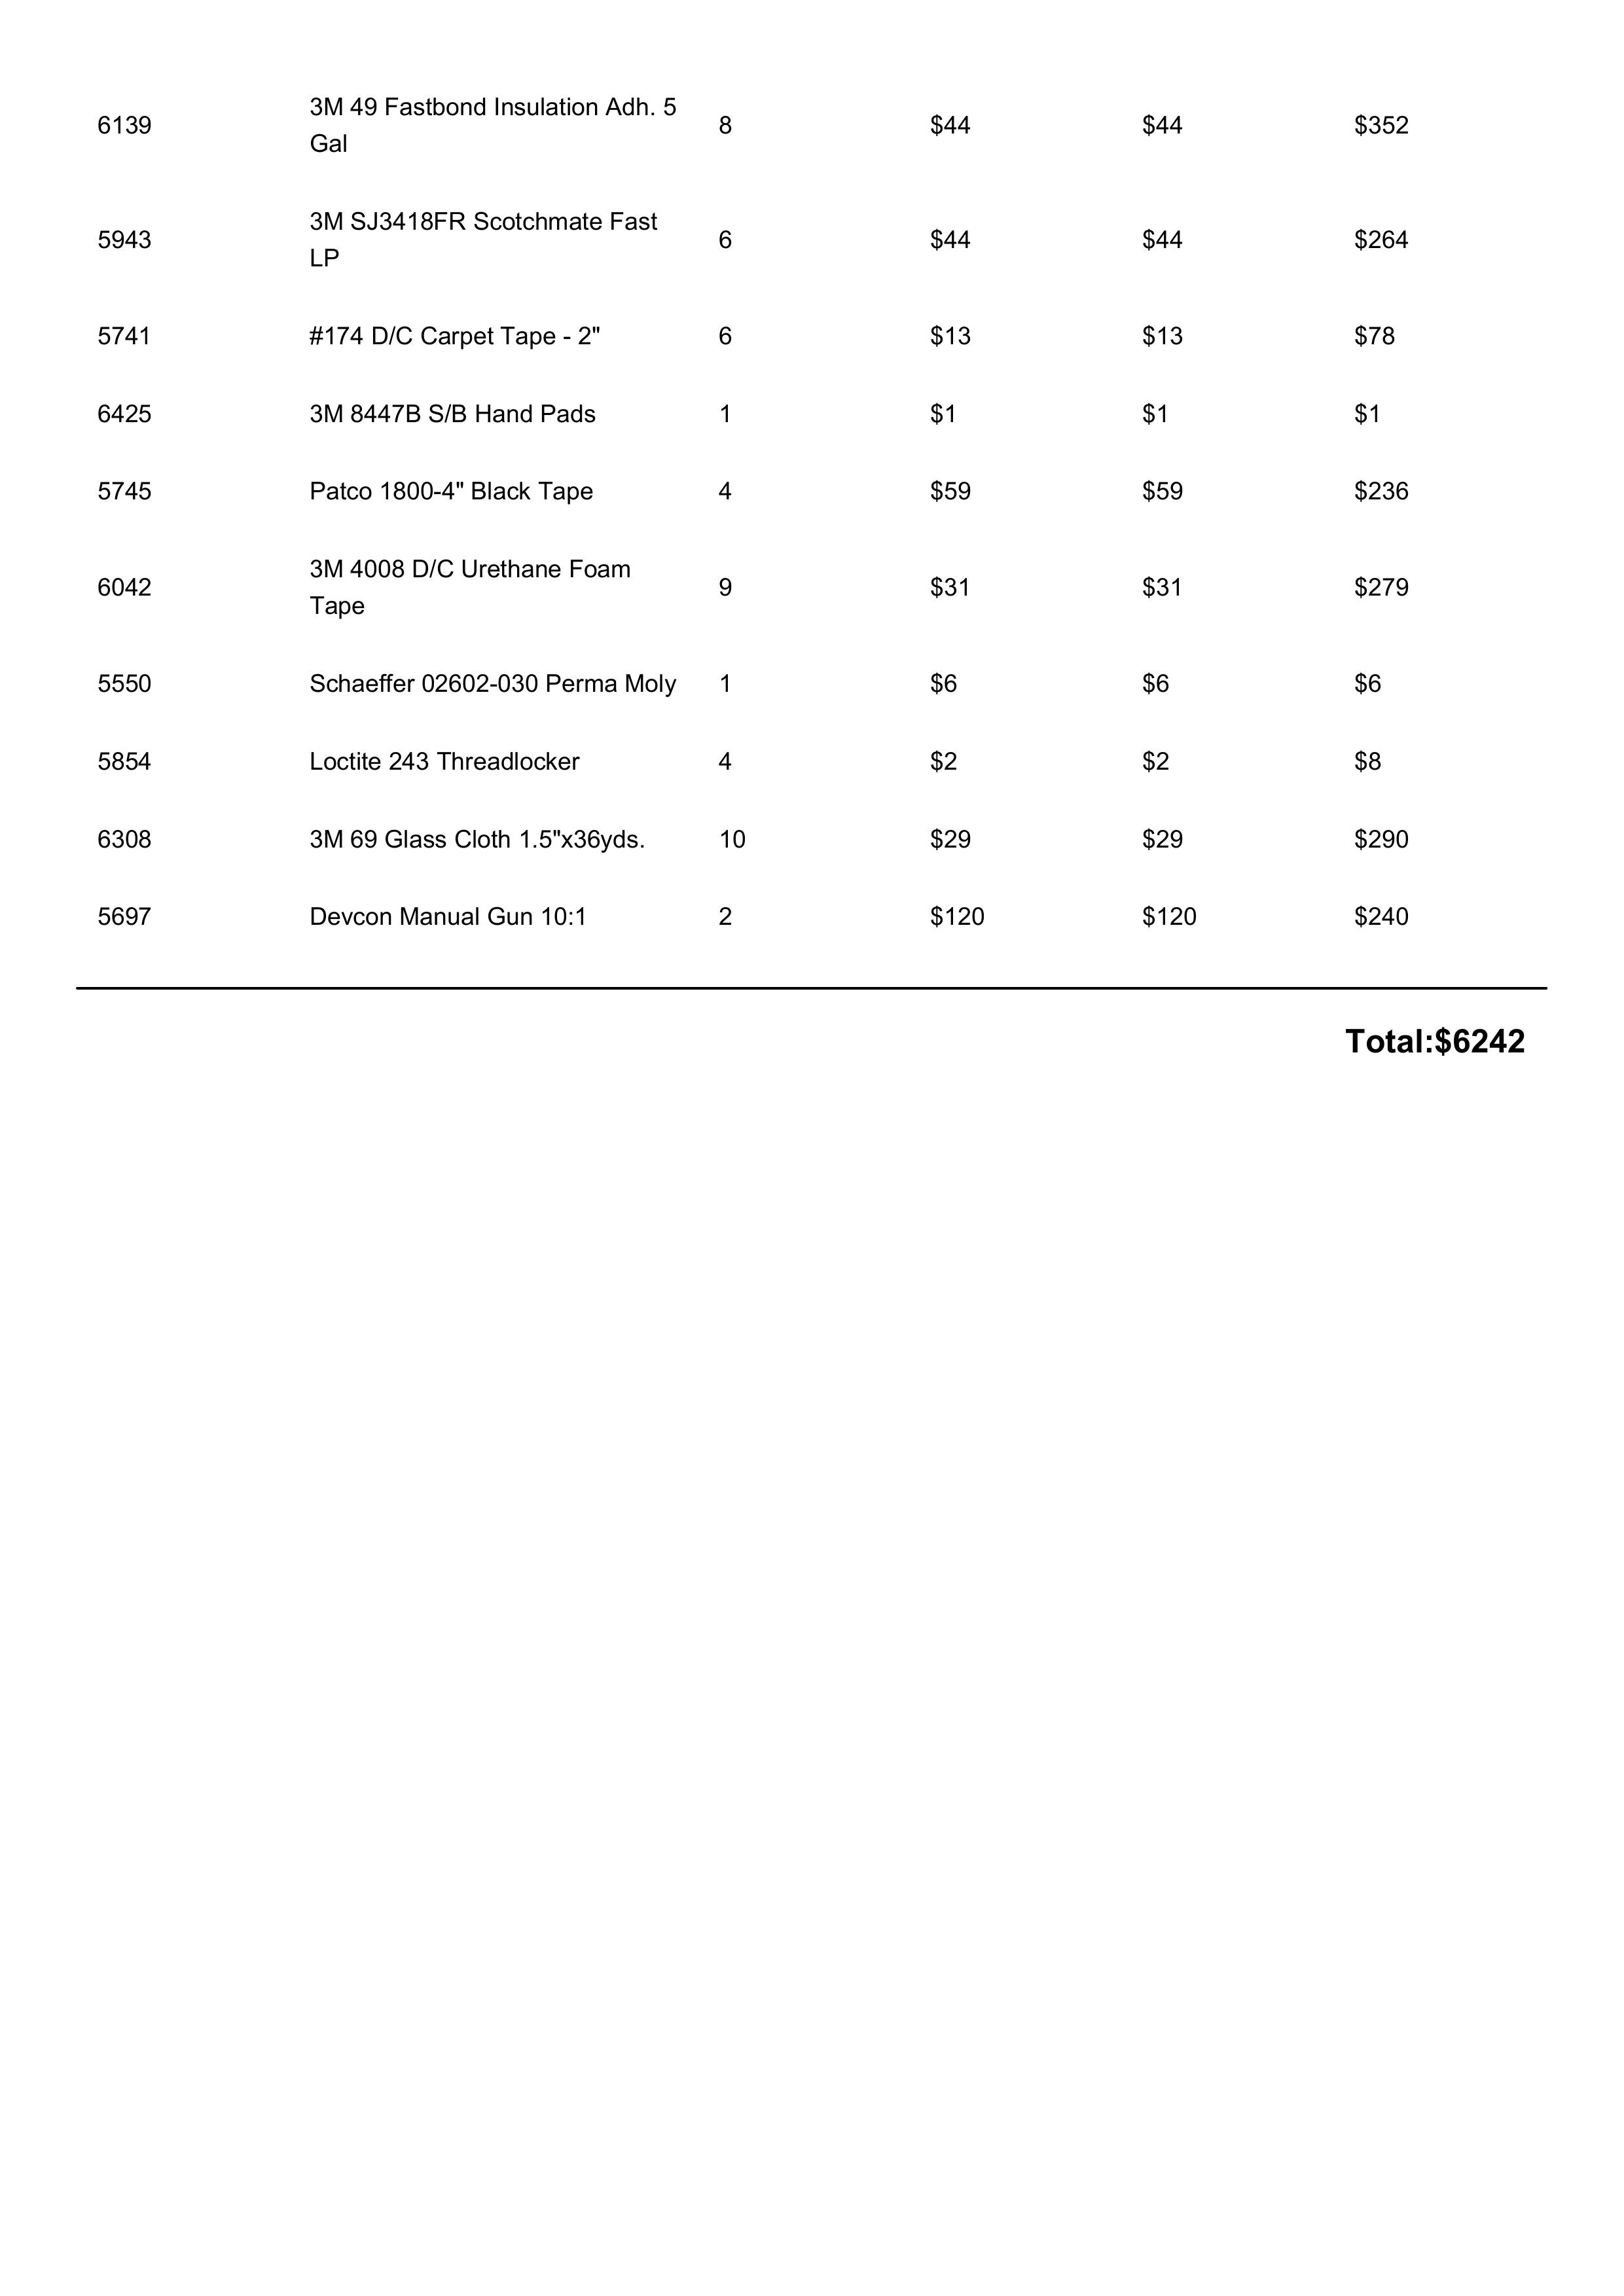 6139 3M 49 Fastbond Insulation Adh. 5 Gal 8 $44 $44 $352
5943 3M SJ3418FR Scotchmate Fast LP 6 $44 $44 $264
5741 #174 D/C Carpet Tape - 2" 6 $13 $13 $78
6425 3M 8447B S/B Hand Pads 1 $1 $1 $1
5745 Patco 1800-4" Black Tape 4 $59 $59 $236
6042 3M 4008 D/C Urethane Foam Tape 9 $31 $31 $279
5550 Schaeffer 02602-030 Perma Moly 1 $6 $6 $6
5854 Loctite 243 Threadlocker 4 $2 $2 $8
6308 3M 69 Glass Cloth 1.5"x36yds. 10 $29 $29 $290
5697 Devcon Manual Gun 10:1 2 $120 $120 $240
Total:$6242